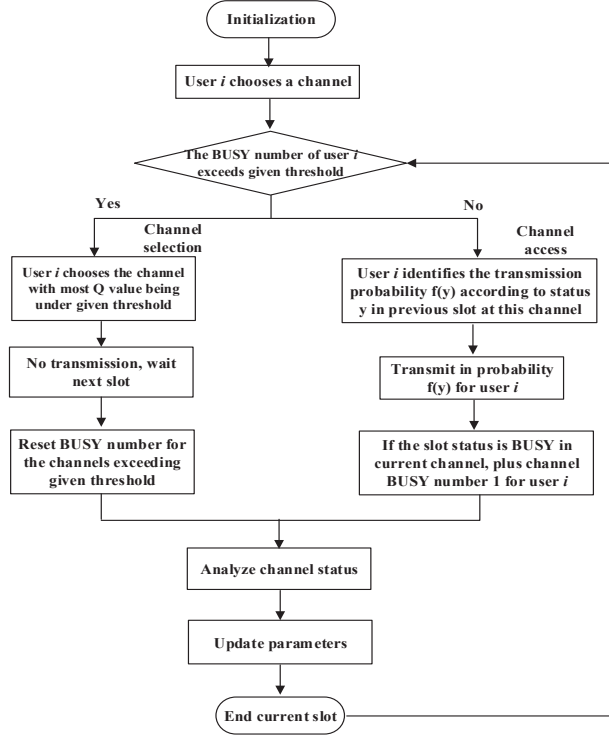 Initialization
User i chooses a channel
The BUSY number of user i
exceeds given threshold
Yes
No
Channel
selection
Channel
access
User i chooses the channel
with most Q value being
under given threshold
User i identifies the transmission
probability f(y) according to status
y in previous slot at this channel
No transmission, wait
next slot
Transmit in probability
f(y) for user i
Reset BUSY number for
the channels exceeding
given threshold
If the slot status is BUSY in
current channel, plus channel
BUSY number 1 for user i
Analyze channel status
Update parameters
End current slot